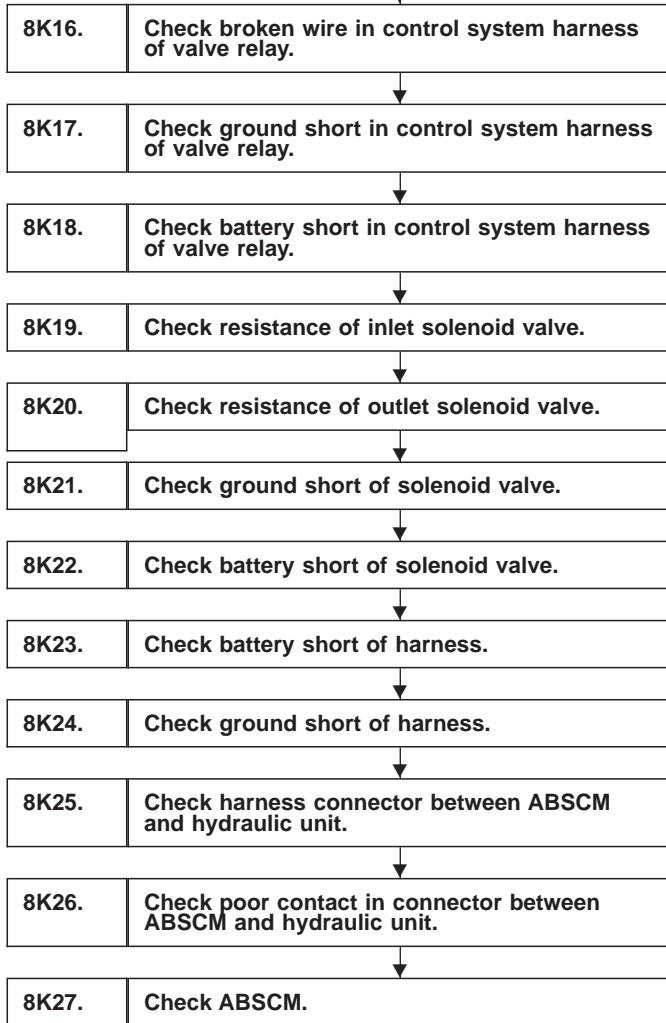 8K16. Check broken wire in control system harness
of valve relay.
8K17. Check ground short in control system harness
of valve relay.
8K18. Check battery short in control system harness
of valve relay.
8K19. Check resistance of inlet solenoid valve.
8K20. Check resistance of outlet solenoid valve.
8K21. Check ground short of solenoid valve.
8K22. Check battery short of solenoid valve.
8K23. Check battery short of harness.
8K24. Check ground short of harness.
8K25. Check harness connector between ABSCM
and hydraulic unit.
8K26. Check poor contact in connector between
ABSCM and hydraulic unit.
8K27. Check ABSCM.